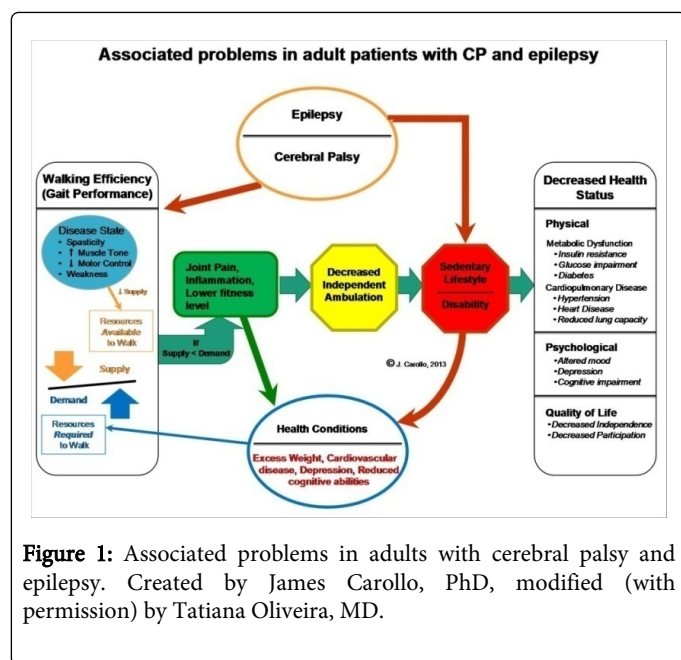 Associated problems in adult patients with CP and epilepsy
Epilepsy
Cerebral Palsy
Walking Efficiency
(Gait Performance)
Disease State
• Spasticity
• ↑ Muscle Tone
• ↓ Motor Control
• Weakness
↓ Supply
Resources
Available
to Walk
Supply
Demand
Resources
Required
to Walk
If
Supply < Demand
Joint Pain,
Inflammation,
Lower fitness
level
Decreased
Independent
Ambulation
Sedentary
Lifestyle
Disability
© J. Carollo, 2013
Health Conditions
Excess Weight, Cardiovascular
disease, Depression, Reduced
cognitive abilities
Decreased Health
Status
Physical
Metabolic Dysfunction
•Insulin resistance
•Glucose impairment
•Diabetes
Cardiopulmonary Disease
•Hypertension
•Heart Disease
•Reduced lung capacity
Psychological
•Altered mood
•Depression
•Cognitive impairment
Quality of Life
•Decreased Independence
•Decreased Participation
Figure 1: Associated problems in adults with cerebral palsy and
epilepsy. Created by James Carollo, PhD, modified (with
permission) by Tatiana Oliveira, MD.